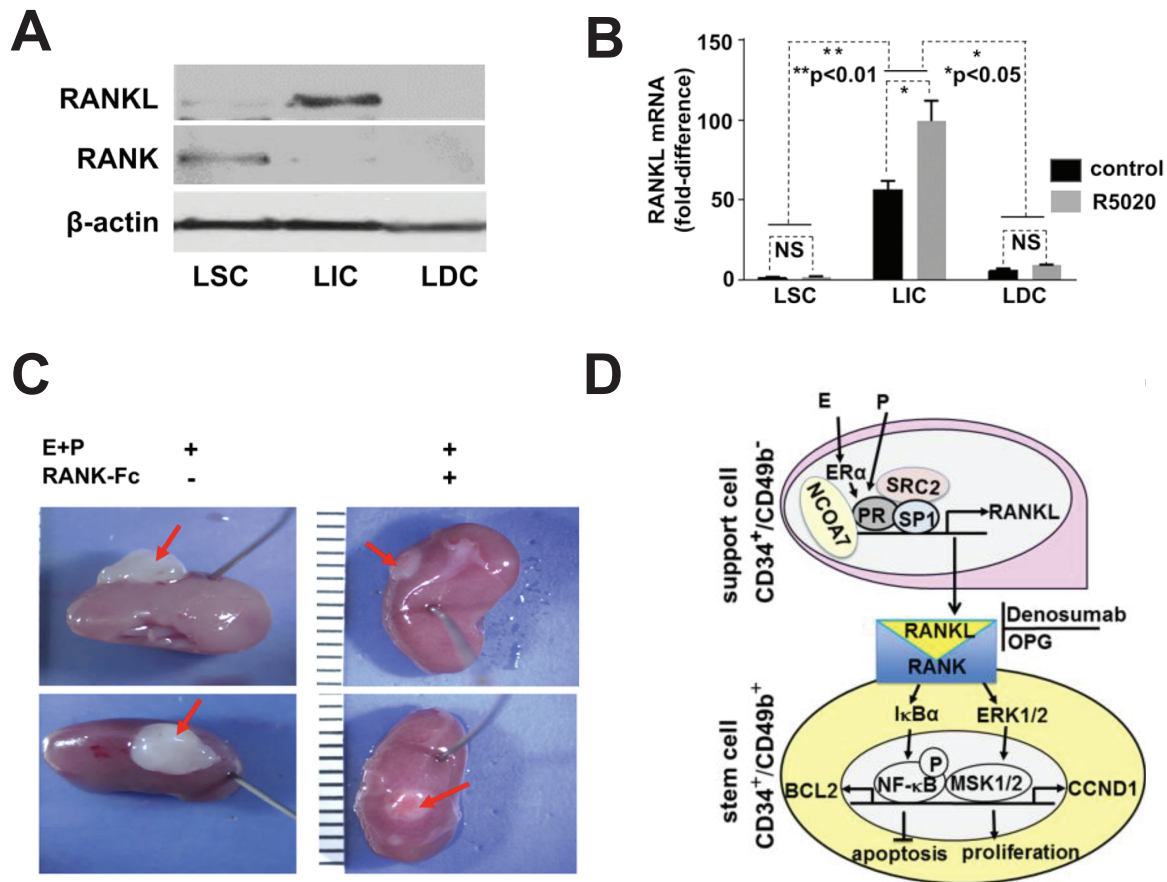 A
RANKL
RANK
β-actin
LSC LIC LDC
B
RANKL mRNA
(fold-difference)
150
100
50
0
**
**p<0.01
*
*p<0.05
*
NS
NS
LSC LIC LDC
control
R5020
C
E+P + +
RANK-Fc - +
D
E P
ERα
NCOA7
PR
SRC2
SP1
RANKL
support cell
CD34+/CD49b-
RANKL
RANK
Denosumab
OPG
stem cell
CD34+/CD49b+
IκBα ERK1/2
P
NF-κB MSK1/2
BCL2 CCND1
apoptosis proliferation